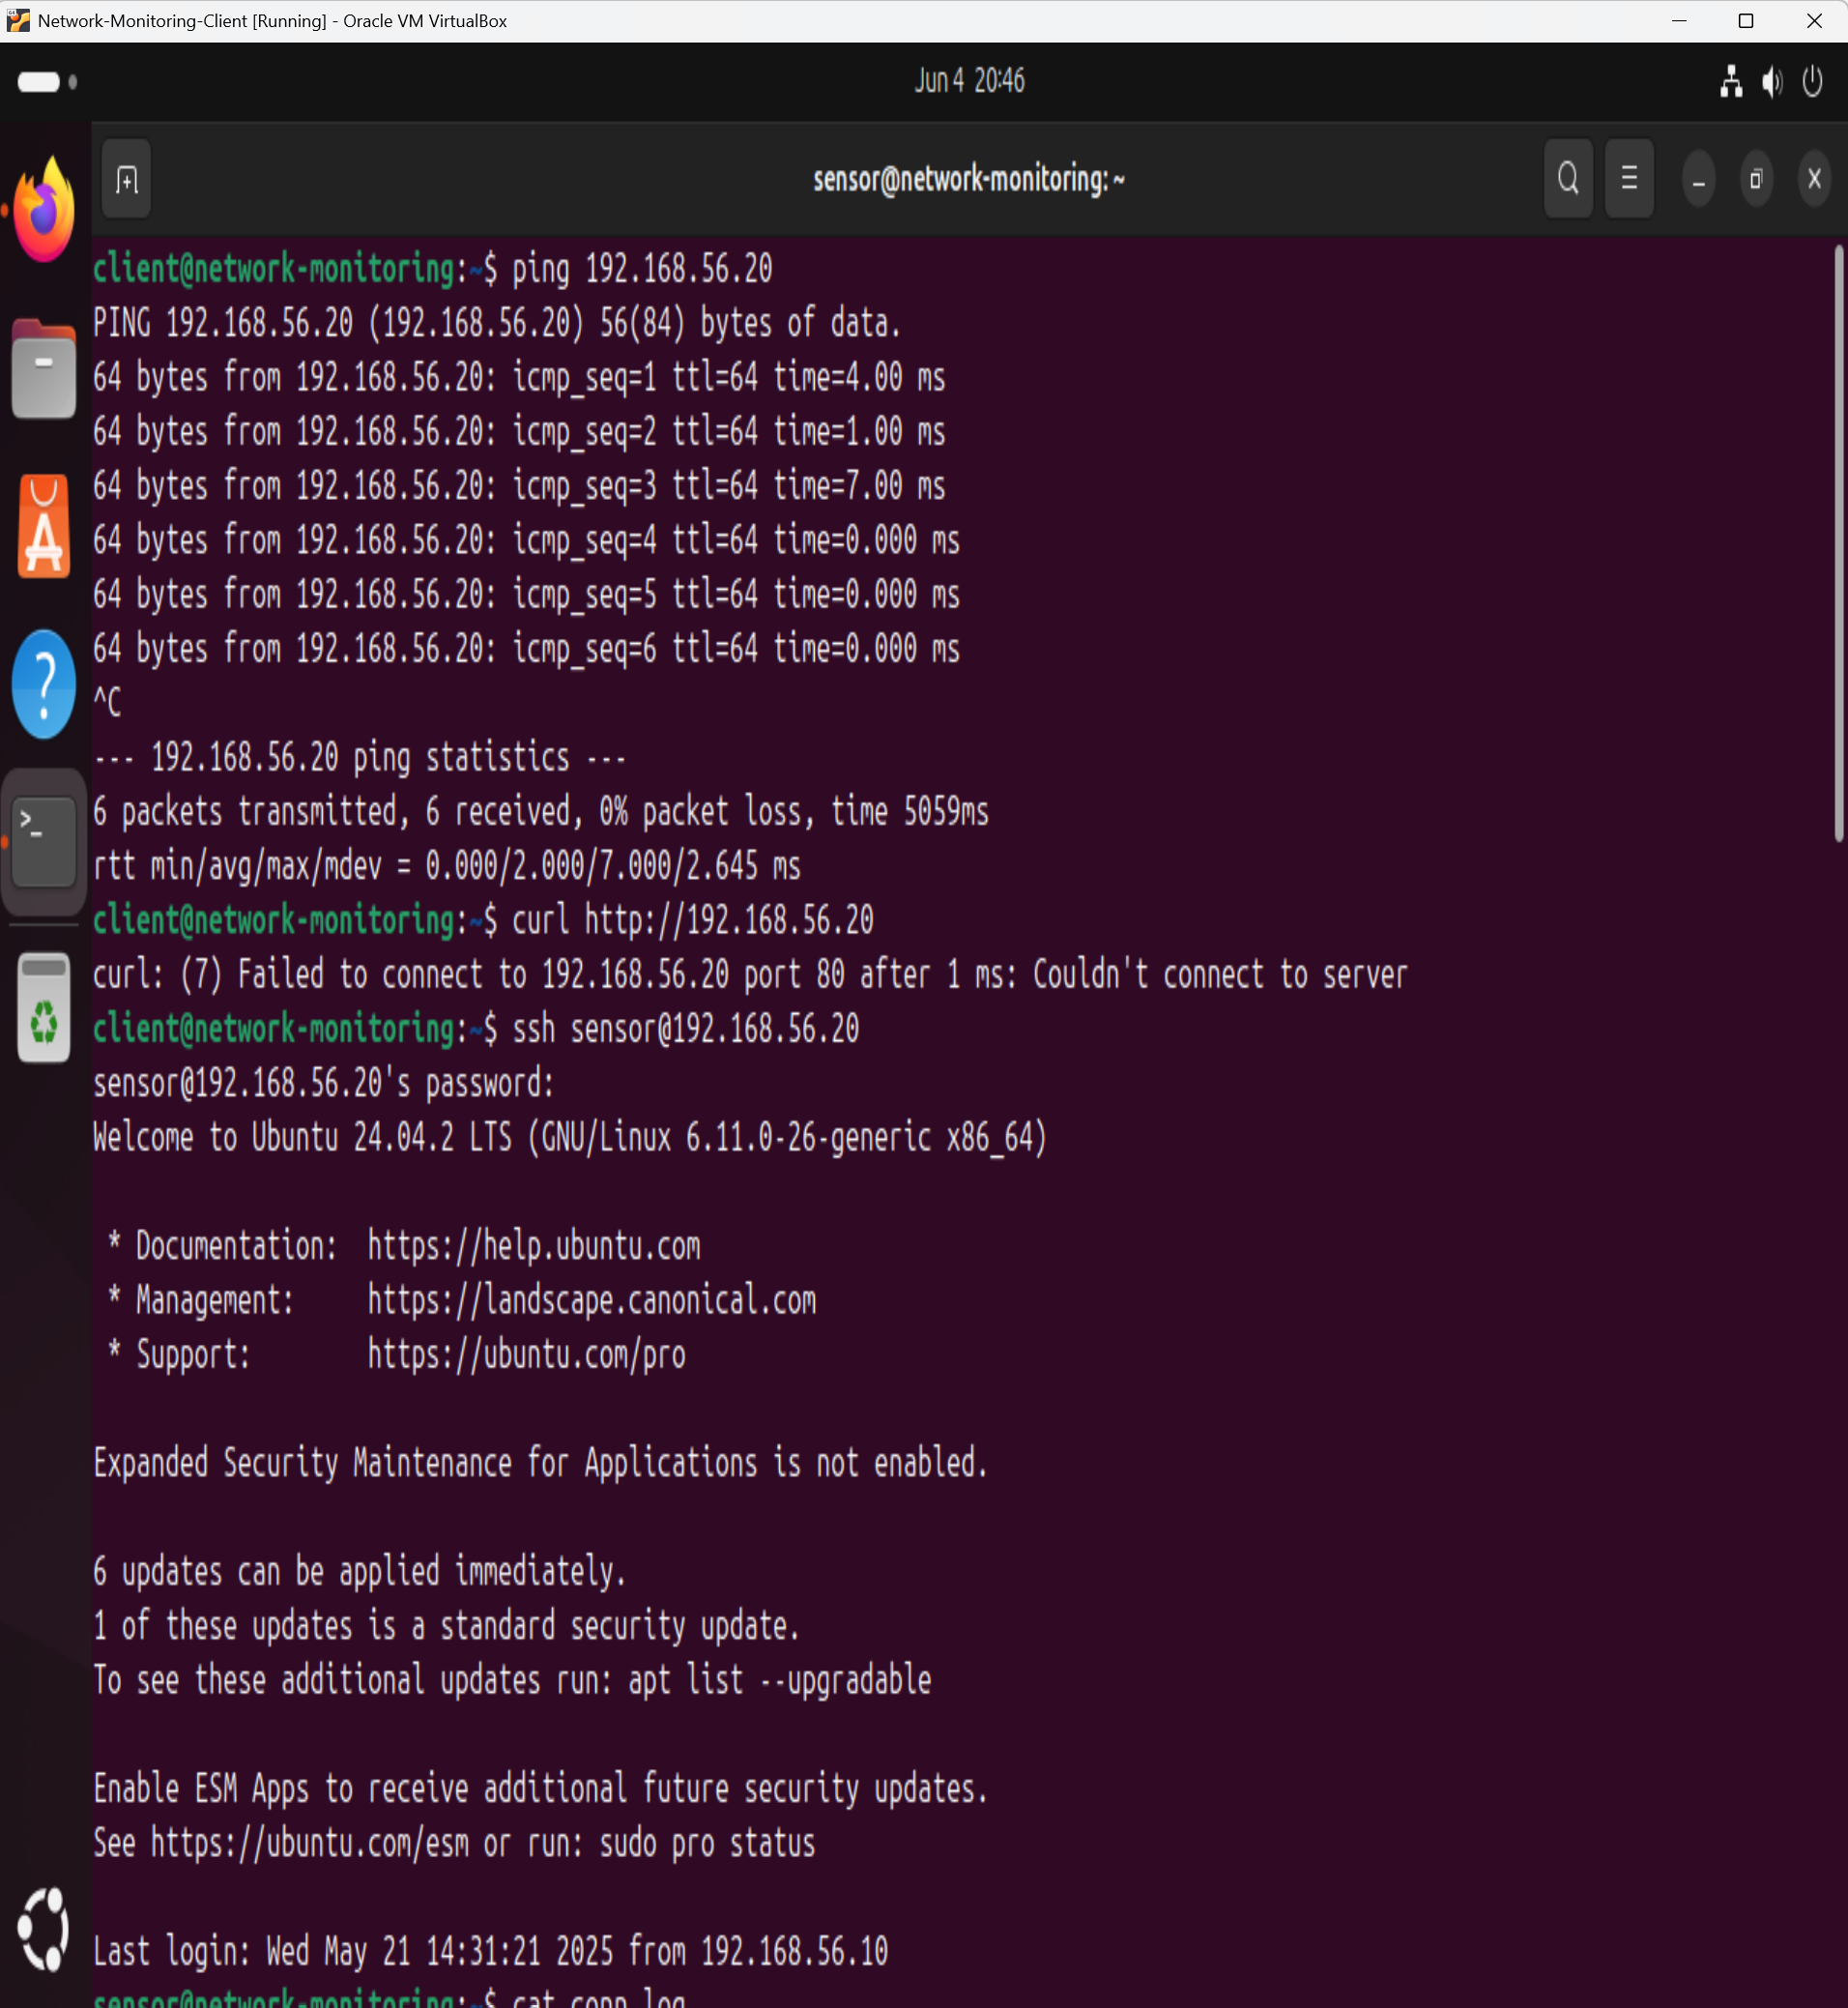 Network-Monitoring-Client [Running] - Oracle VM VirtualBox
Jun 4 20:46
sensor@network-monitoring: ~
client@network-monitoring:~$ ping 192.168.56.20
PING 192.168.56.20 (192.168.56.20) 56(84) bytes of data.
64 bytes from 192.168.56.20: icmp_seq=1 ttl=64 time=4.00 ms
64 bytes from 192.168.56.20: icmp_seq=2 ttl=64 time=1.00 ms
64 bytes from 192.168.56.20: icmp_seq=3 ttl=64 time=7.00 ms
64 bytes from 192.168.56.20: icmp_seq=4 ttl=64 time=0.000 ms
64 bytes from 192.168.56.20: icmp_seq=5 ttl=64 time=0.000 ms
64 bytes from 192.168.56.20: icmp_seq=6 ttl=64 time=0.000 ms
^C
--- 192.168.56.20 ping statistics ---
6 packets transmitted, 6 received, 0% packet loss, time 5059ms
rtt min/avg/max/mdev = 0.000/2.000/7.000/2.645 ms
client@network-monitoring:~$ curl http://192.168.56.20
curl: (7) Failed to connect to 192.168.56.20 port 80 after 1 ms: Couldn't connect to server
client@network-monitoring:~$ ssh sensor@192.168.56.20
sensor@192.168.56.20's password:
Welcome to Ubuntu 24.04.2 LTS (GNU/Linux 6.11.0-26-generic x86_64)
 * Documentation:  https://help.ubuntu.com
 * Management:     https://landscape.canonical.com
 * Support:        https://ubuntu.com/pro
Expanded Security Maintenance for Applications is not enabled.
6 updates can be applied immediately.
1 of these updates is a standard security update.
To see these additional updates run: apt list --upgradable
Enable ESM Apps to receive additional future security updates.
See https://ubuntu.com/esm or run: sudo pro status
Last login: Wed May 21 14:31:21 2025 from 192.168.56.10
sensor@network-monitoring:~$ cat conn.log